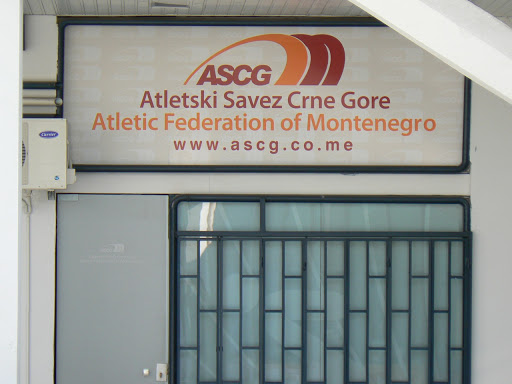 ASCG
Atletski Savez Crne Gore
Atletic Federation of Montenegro
www.ascg.co.me
Carrier